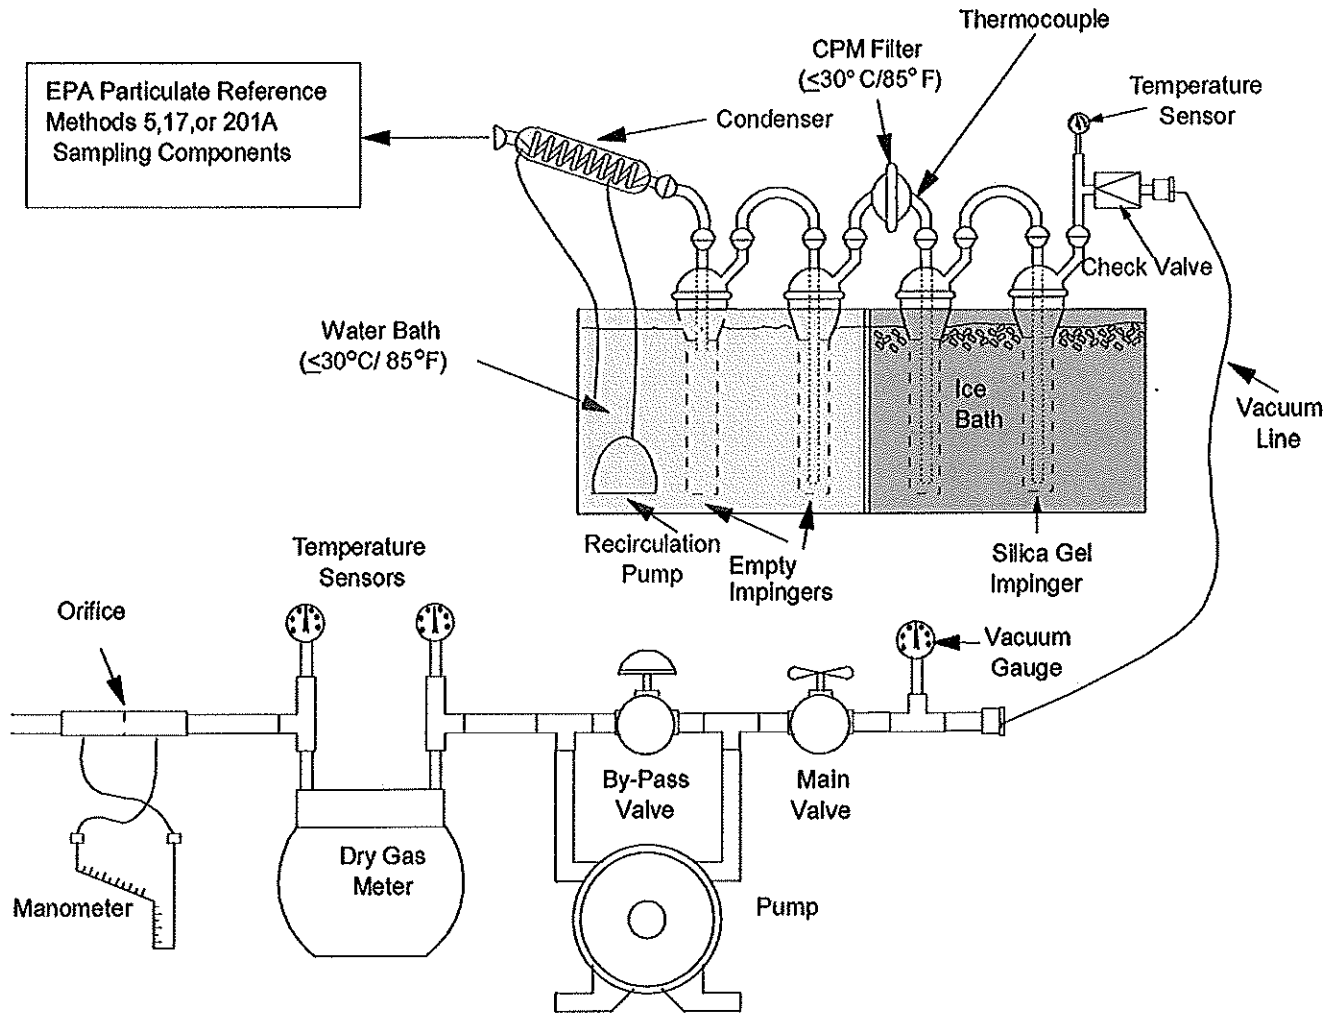 Thermocouple
CPM Filter
(≤30° C/85° F)
EPA Particulate Reference
Methods 5,17,or 201A
Sampling Components
Condenser
Temperature
Sensor
Check Valve
Water Bath
(≤30°C/ 85°F)
Ice
Bath
Vacuum
Line
Recirculation
Pump
Empty
Impingers
Silica Gel
Impinger
Temperature
Sensors
Orifice
Vacuum
Gauge
By-Pass
Valve
Main
Valve
Dry Gas
Meter
Manometer
Pump